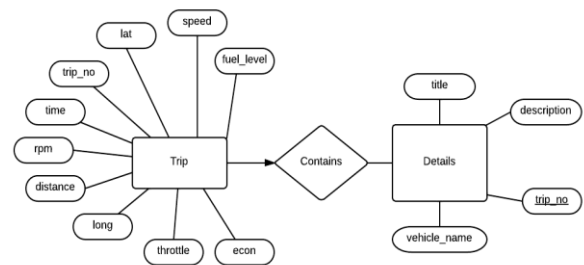 speed
lat
fuel_level
trip_no
time
rpm
Trip
distance
long
throttle
econ
Contains
title
description
Details
trip_no
vehicle_name